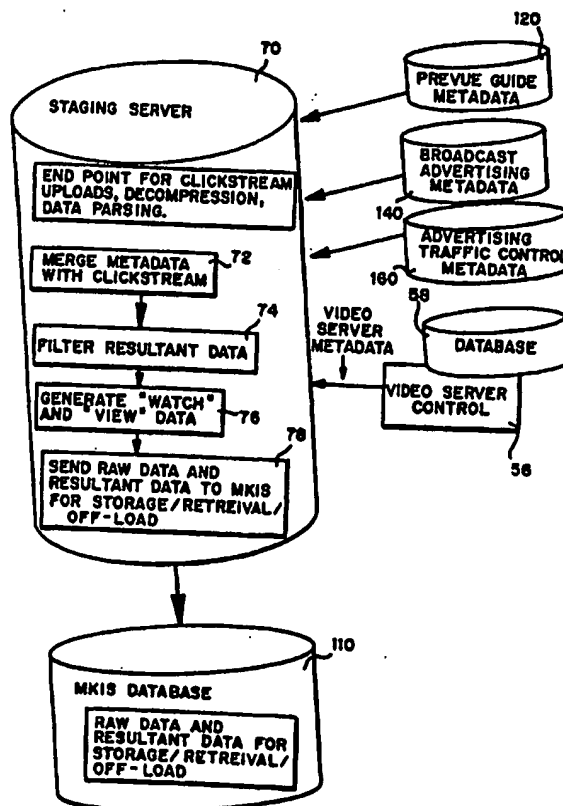 70
STAGING SERVER
END POINT FOR CLICKSTREAM
UPLOADS, DECOMPRESSION,
DATA PARSING.
72
MERGE METADATA
WITH CLICKSTREAM
74
FILTER RESULTANT DATA
GENERATE "WATCH"
AND "VIEW" DATA
76
78
SEND RAW DATA AND
RESULTANT DATA TO MKIS
FOR STORAGE/RETREIVAL/
OFF-LOAD
120
PREVUE GUIDE
METADATA
BROADCAST
ADVERTISING
METADATA
140
ADVERTISING
TRAFFIC CONTROL
METADATA
160
58
DATABASE
VIDEO
SERVER
METADATA
VIDEO SERVER
CONTROL
56
110
MKIS DATABASE
RAW DATA AND
RESULTANT DATA FOR
STORAGE/RETREIVAL/
OFF-LOAD